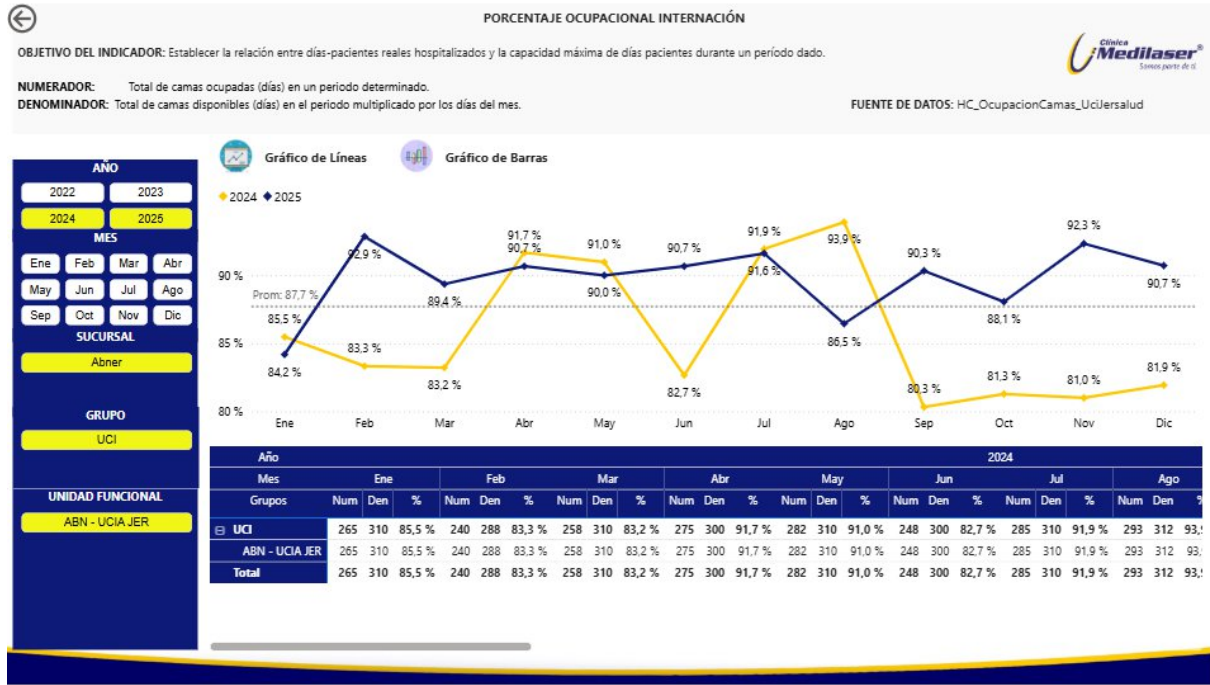 PORCENTAJE OCUPACIONAL INTERNACIÓN
OBJETIVO DEL INDICADOR: Establecer la relación entre días-pacientes reales hospitalizados y la capacidad máxima de días pacientes durante un período dado.
Clínica
Medilaser®
Somos parte de ti.
NUMERADOR: Total de camas ocupadas (días) en un periodo determinado.
DENOMINADOR: Total de camas disponibles (días) en el periodo multiplicado por los días del mes.
FUENTE DE DATOS: HC_OcupacionCamas_UciJersalud
AÑO
2022 2023
2024 2025
MES
Ene Feb Mar Abr
May Jun Jul Ago
Sep Oct Nov Dic
SUCURSAL
Abner
GRUPO
UCI
UNIDAD FUNCIONAL
ABN - UCIA JER
Gráfico de Líneas Gráfico de Barras
2024 2025
90 %
85 %
80 %
Prom: 87,7 %
85,5 % 83,3 % 83,2 % 91,7 % 91,0 % 82,7 % 91,9 % 93,9 % 80,3 % 81,3 % 81,0 % 81,9 %
84,2 % 92,9 % 89,4 % 90,7 % 90,0 % 90,7 % 91,6 % 86,5 % 90,3 % 88,1 % 92,3 % 90,7 %
Ene Feb Mar Abr May Jun Jul Ago Sep Oct Nov Dic
Año 2024
Mes Ene Feb Mar Abr May Jun Jul Ago
Grupos Num Den % Num Den % Num Den % Num Den % Num Den % Num Den % Num Den % Num Den %
UCI 265 310 85,5 % 240 288 83,3 % 258 310 83,2 % 275 300 91,7 % 282 310 91,0 % 248 300 82,7 % 285 310 91,9 % 293 312 93,
ABN - UCIA JER 265 310 85,5 % 240 288 83,3 % 258 310 83,2 % 275 300 91,7 % 282 310 91,0 % 248 300 82,7 % 285 310 91,9 % 293 312 93,
Total 265 310 85,5 % 240 288 83,3 % 258 310 83,2 % 275 300 91,7 % 282 310 91,0 % 248 300 82,7 % 285 310 91,9 % 293 312 93,